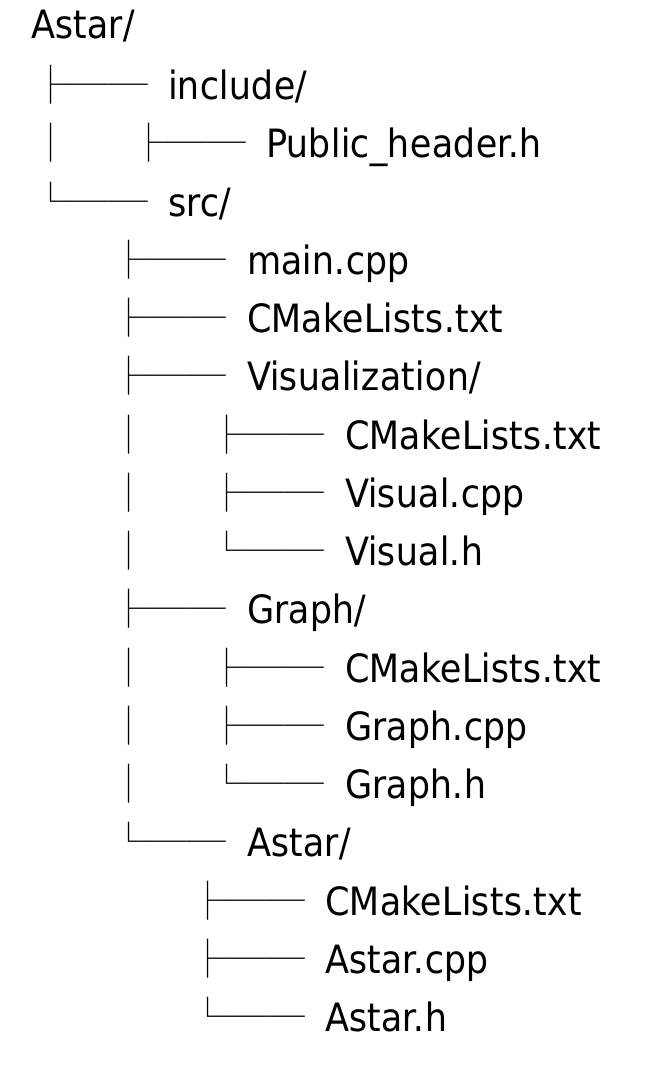 Astar/
├── include/
│   ├── Public_header.h
└── src/
    ├── main.cpp
    ├── CMakeLists.txt
    ├── Visualization/
    │   ├── CMakeLists.txt
    │   ├── Visual.cpp
    │   └── Visual.h
    ├── Graph/
    │   ├── CMakeLists.txt
    │   ├── Graph.cpp
    │   └── Graph.h
    └── Astar/
        ├── CMakeLists.txt
        ├── Astar.cpp
        └── Astar.h